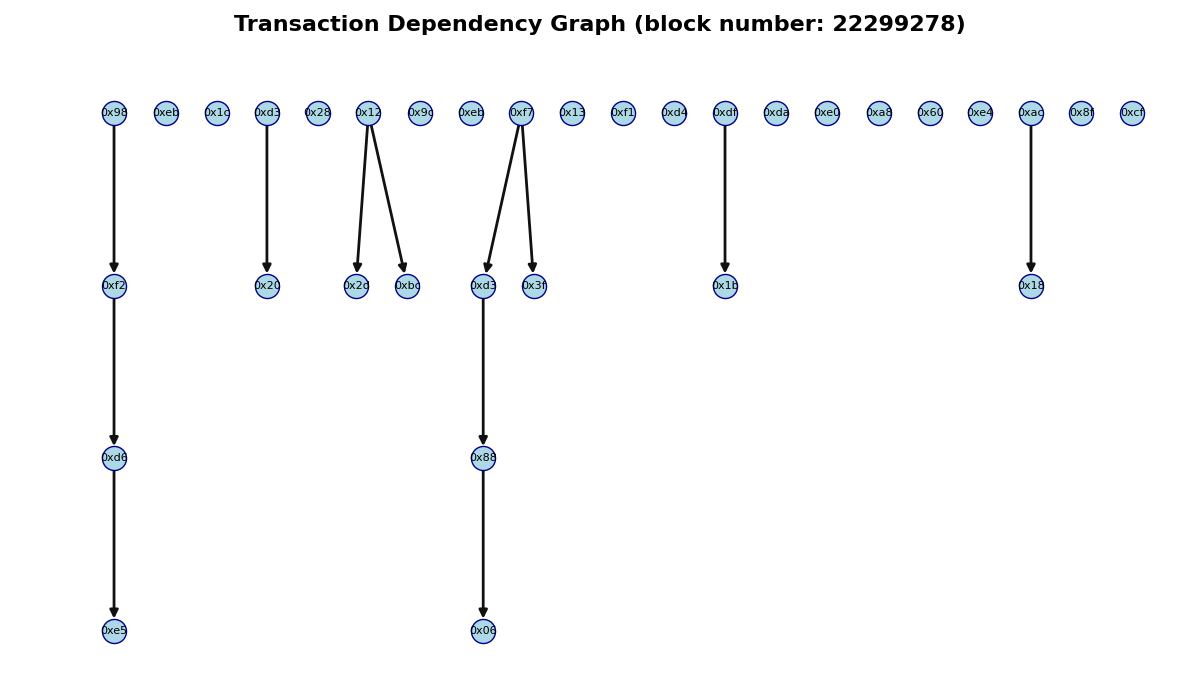 Transaction Dependency Graph (block number: 22299278)
0x98 0xeb 0x1c 0xd3 0x28 0x12 0x9c 0xeb 0xf7 0x13 0xf1 0xd4 0xdf 0xda 0xe0 0xa8 0x60 0xe4 0xac 0x8f 0xcf
0xf2 0x20 0x2d 0xbc 0xd3 0x3f 0x1b 0x18
0xd6 0x88
0xe5 0x06